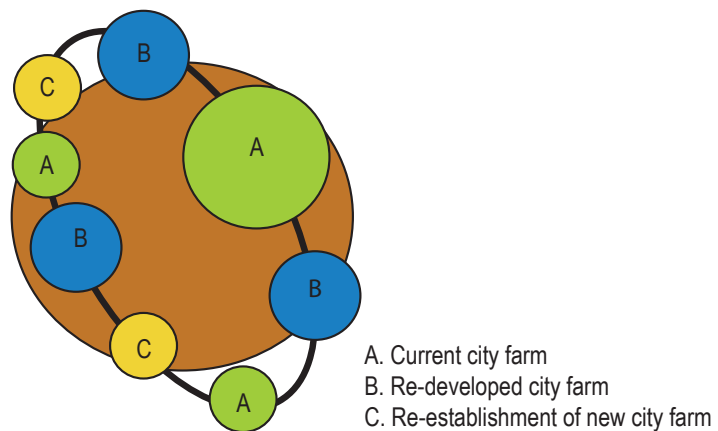 B
C
A
A
B
B
C
A
A. Current city farm
B. Re-developed city farm
C. Re-establishment of new city farm